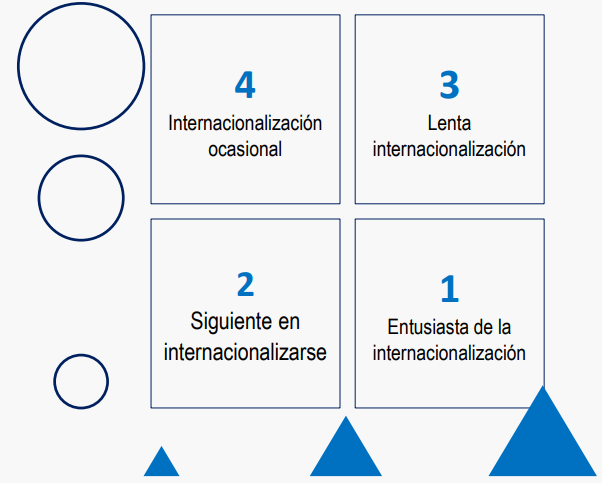 4
Internacionalización
ocasional
3
Lenta
internacionalización
2
Siguiente en
internacionalizarse
1
Entusiasta de la
internacionalización